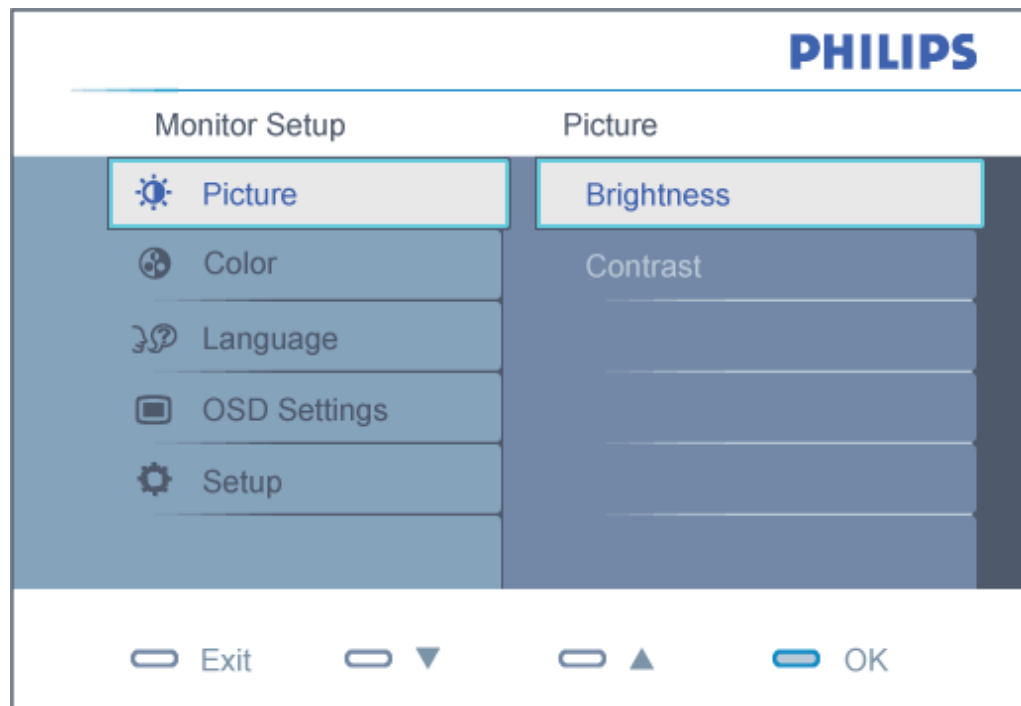 PHILIPS
Monitor Setup Picture
Picture Brightness
Color Contrast
Language
OSD Settings
Setup
Exit ▼ ▲ OK